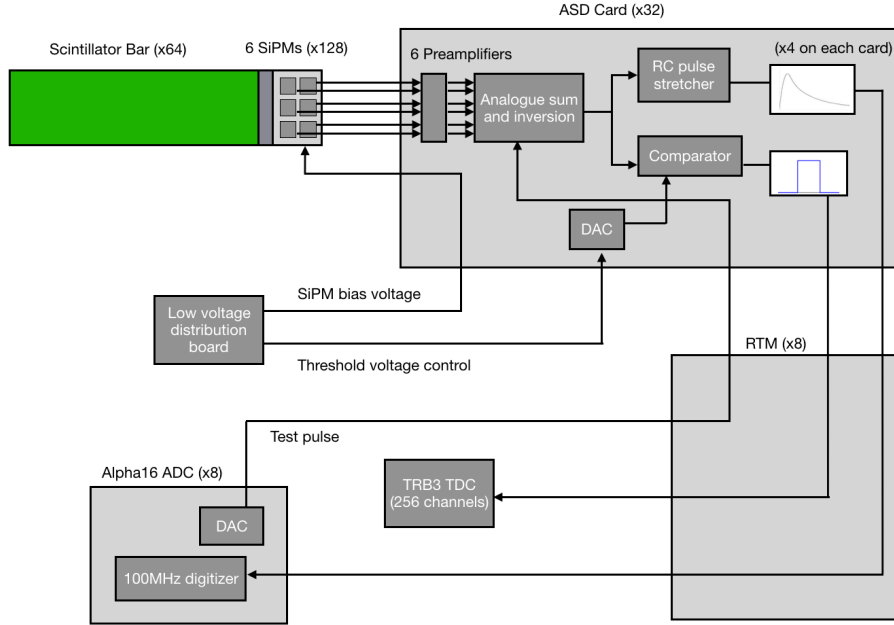 ASD Card (x32)
Scintillator Bar (x64)
6 SiPMs (x128)
6 Preamplifiers
(x4 on each card)
RC pulse
stretcher
Analogue sum
and inversion
Comparator
DAC
SiPM bias voltage
Low voltage
distribution
board
Threshold voltage control
RTM (x8)
Test pulse
Alpha16 ADC (x8)
TRB3 TDC
(256 channels)
DAC
100MHz digitizer